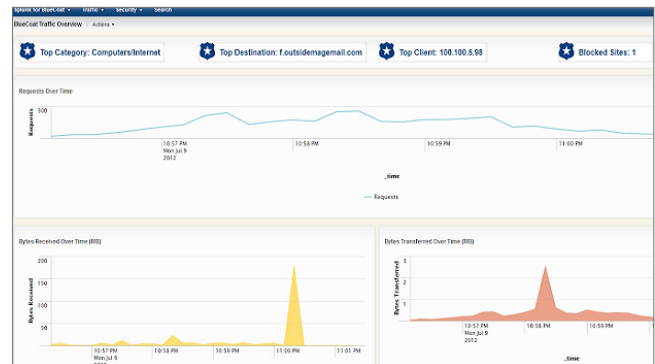 Splunk for BlueCoat Traffic Security Search
BlueCoat Traffic Overview Actions
Top Category: Computers/Internet Top Destination: f.outsidemagemail.com Top Client: 100.100.5.98 Blocked Sites: 1
Requests Over Time
500
Requests
10:57 PM 10:58 PM 10:59 PM 11:00 PM
Mon Jul 9
2012
_time
Requests
Bytes Received Over Time (MB) Bytes Transferred Over Time (MB)
Bytes Received
200
150
100
50
10:57 PM 10:58 PM 10:59 PM 11:00 PM 11:01 PM
Mon Jul 9
2012
Bytes Transferred
3
2
1
10:57 PM 10:58 PM 10:59 PM
Mon Jul 9
2012
_time